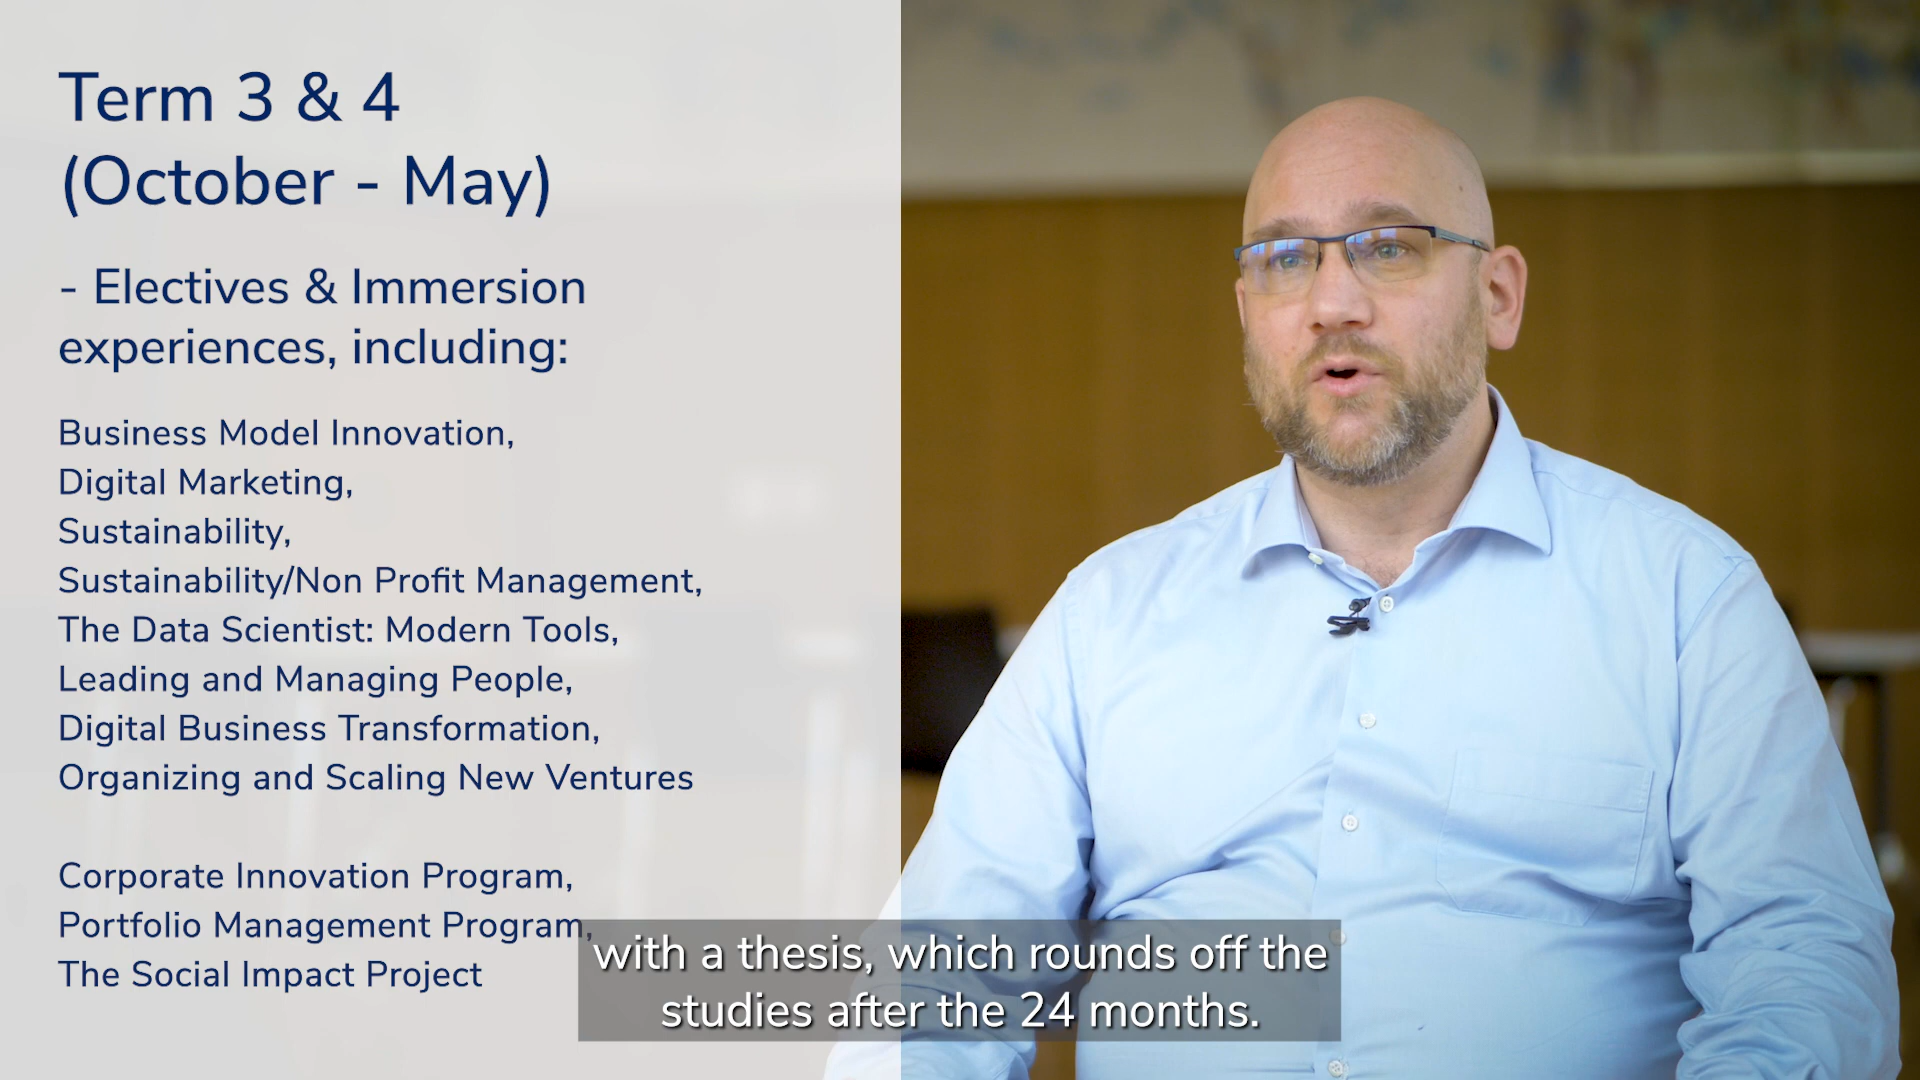 Term 3 & 4
(October - May)
- Electives & Immersion
experiences, including:
Business Model Innovation,
Digital Marketing,
Sustainability,
Sustainability/Non Profit Management,
The Data Scientist: Modern Tools,
Leading and Managing People,
Digital Business Transformation,
Organizing and Scaling New Ventures
Corporate Innovation Program,
Portfolio Management Program,
The Social Impact Project
with a thesis, which rounds off the
studies after the 24 months.